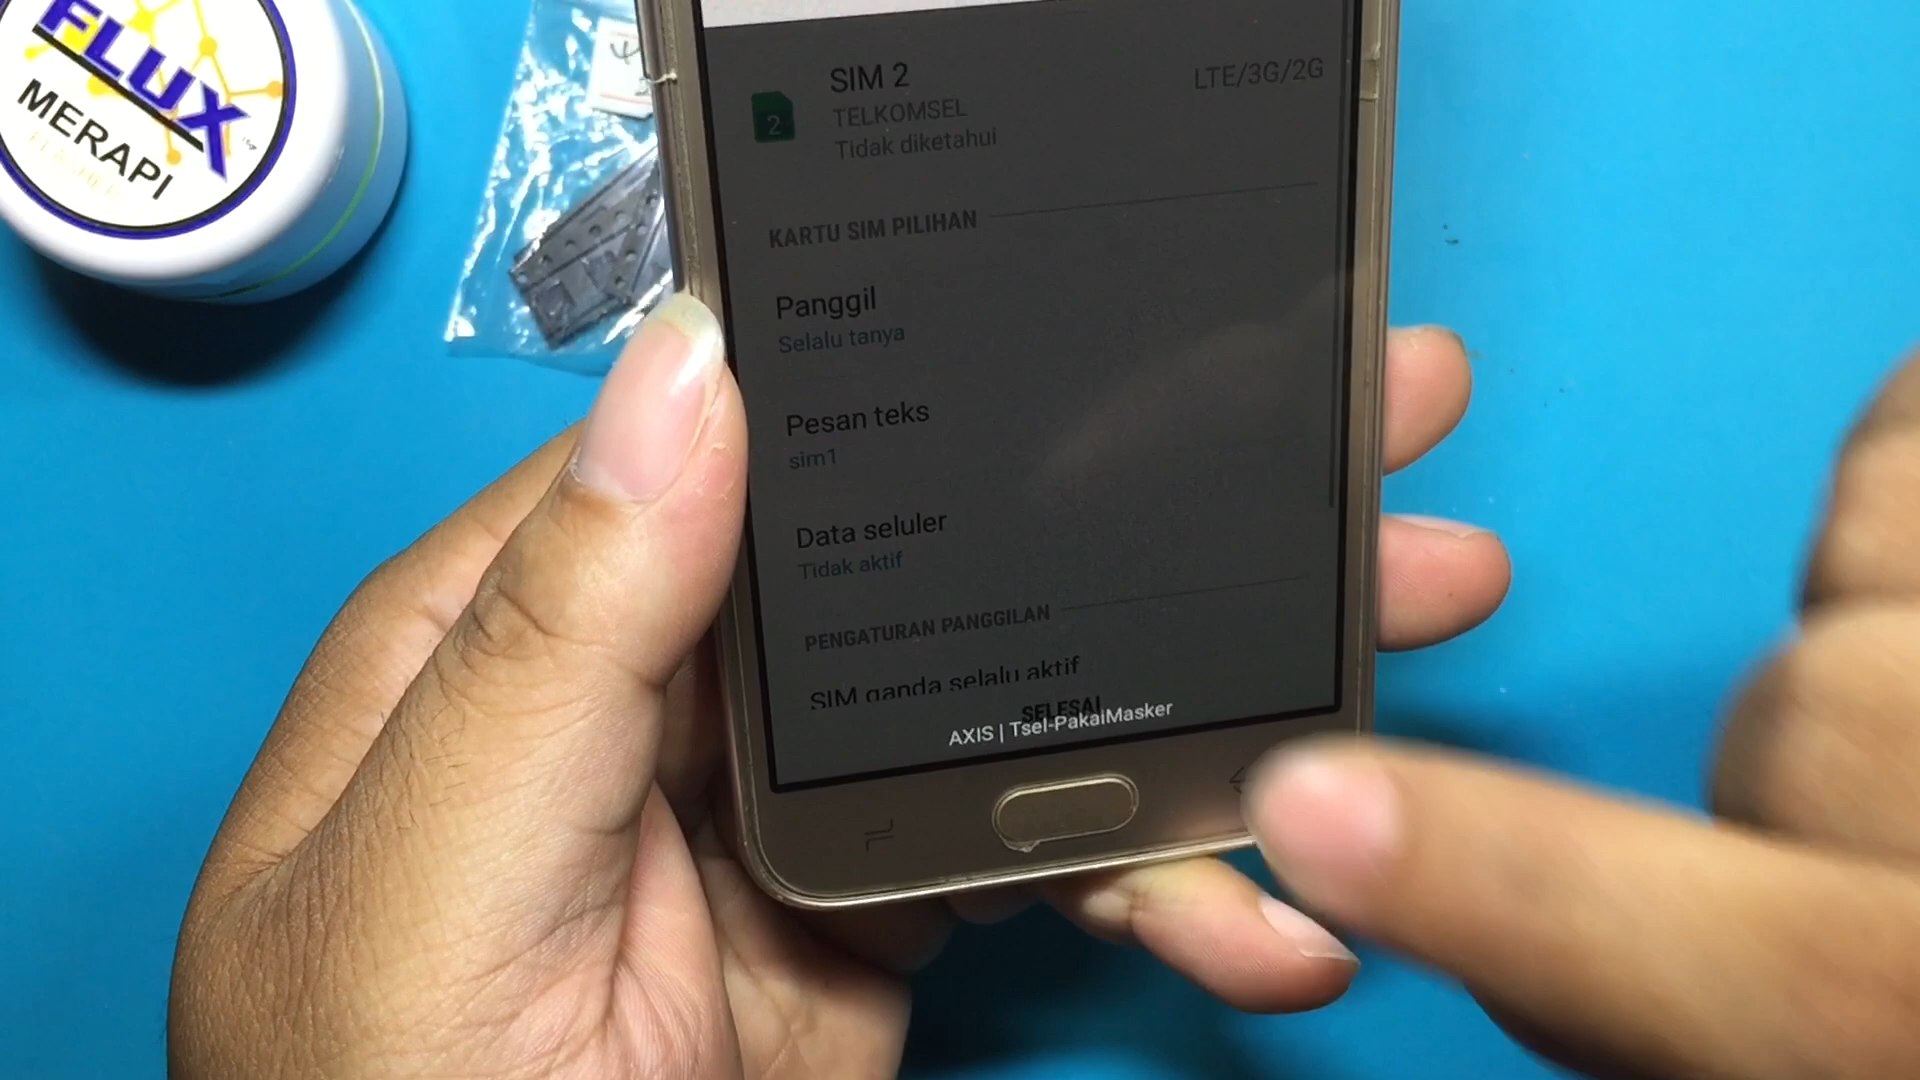 FLUX
MERAPI
SIM 2
LTE/3G/2G
TELKOMSEL
Tidak diketahui
2
KARTU SIM PILIHAN
Panggil
Selalu tanya
Pesan teks
sim1
Data seluler
Tidak aktif
PENGATURAN PANGGILAN
SIM ganda selalu aktif
SELESAI
AXIS | Tsel-PakaiMasker